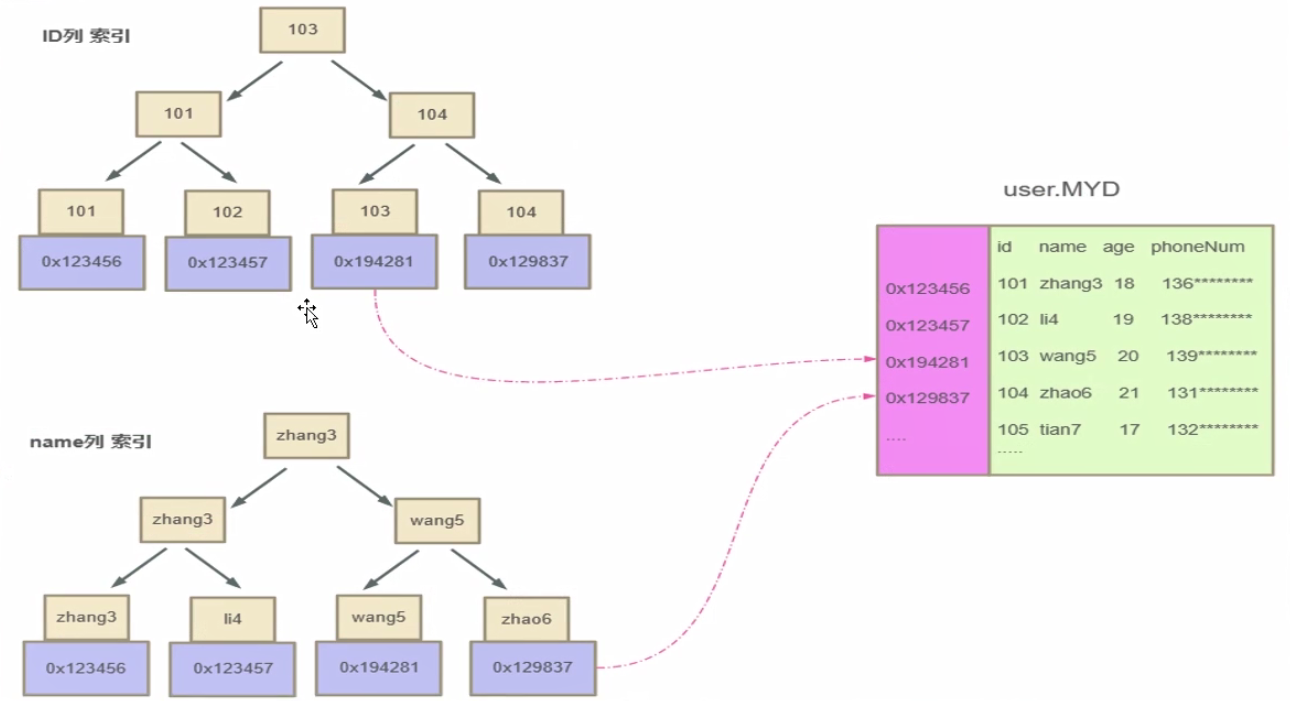 ID列 索引
103
101
104
101
102
103
104
0x123456
0x123457
0x194281
0x129837
name列 索引
zhang3
zhang3
wang5
zhang3
li4
wang5
zhao6
0x123456
0x123457
0x194281
0x129837
user.MYD
id name age phoneNum
0x123456 101 zhang3 18 136********
0x123457 102 li4 19 138********
0x194281 103 wang5 20 139********
0x129837 104 zhao6 21 131********
.... 105 tian7 17 132********
.....